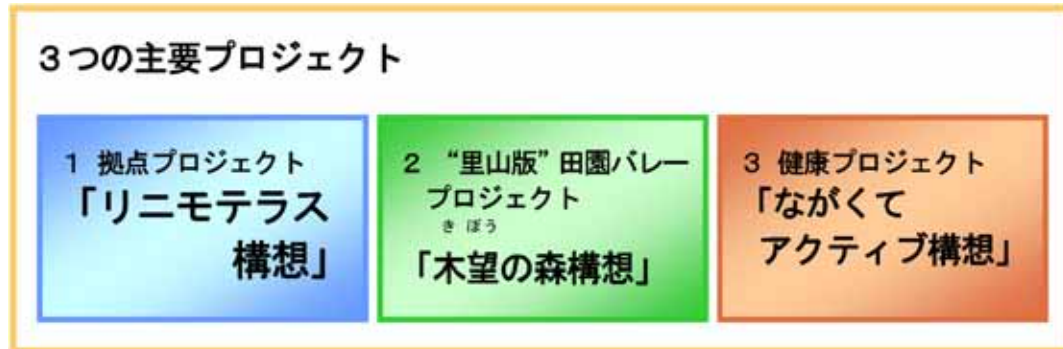 3つの主要プロジェクト
1 拠点プロジェクト
「リニモテラス
構想」
2 “里山版”田園バレー
プロジェクト
きぼう
「木望の森構想」
3 健康プロジェクト
「ながくて
アクティブ構想」